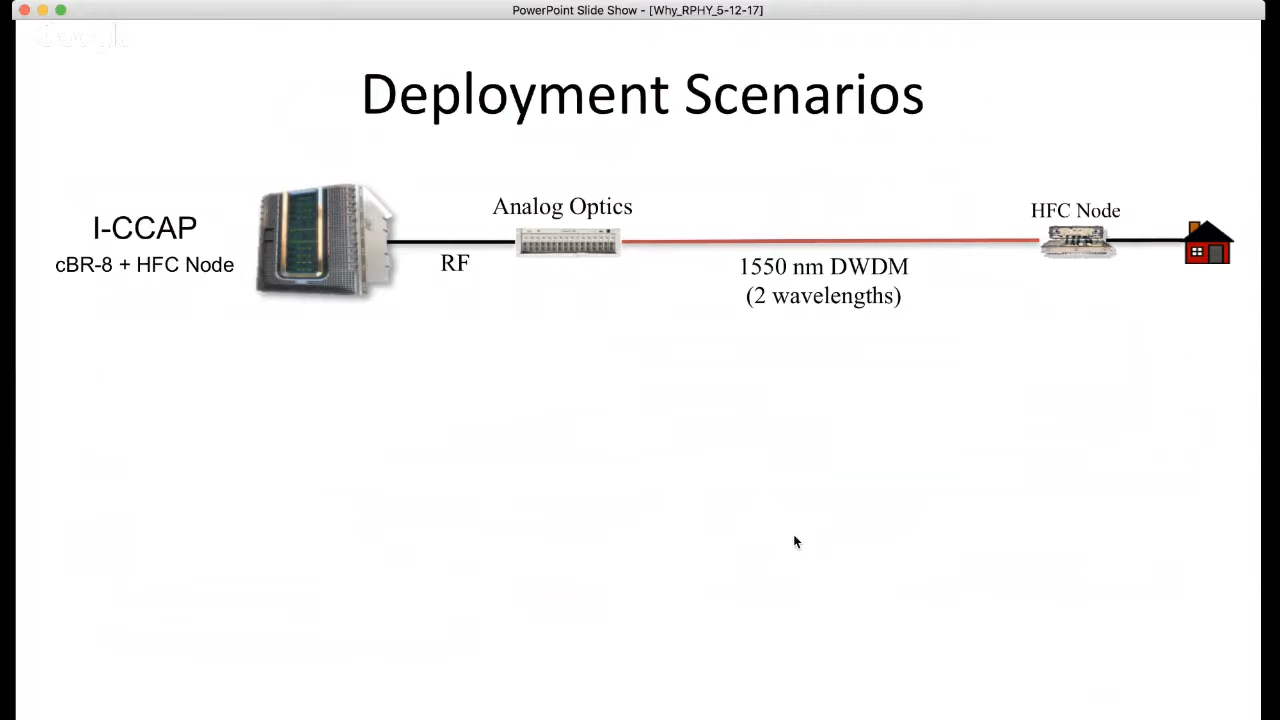 PowerPoint Slide Show - [Why_RPHY_5-12-17]
Google
Deployment Scenarios
I-CCAP
cBR-8 + HFC Node
RF
Analog Optics
1550 nm DWDM
(2 wavelengths)
HFC Node